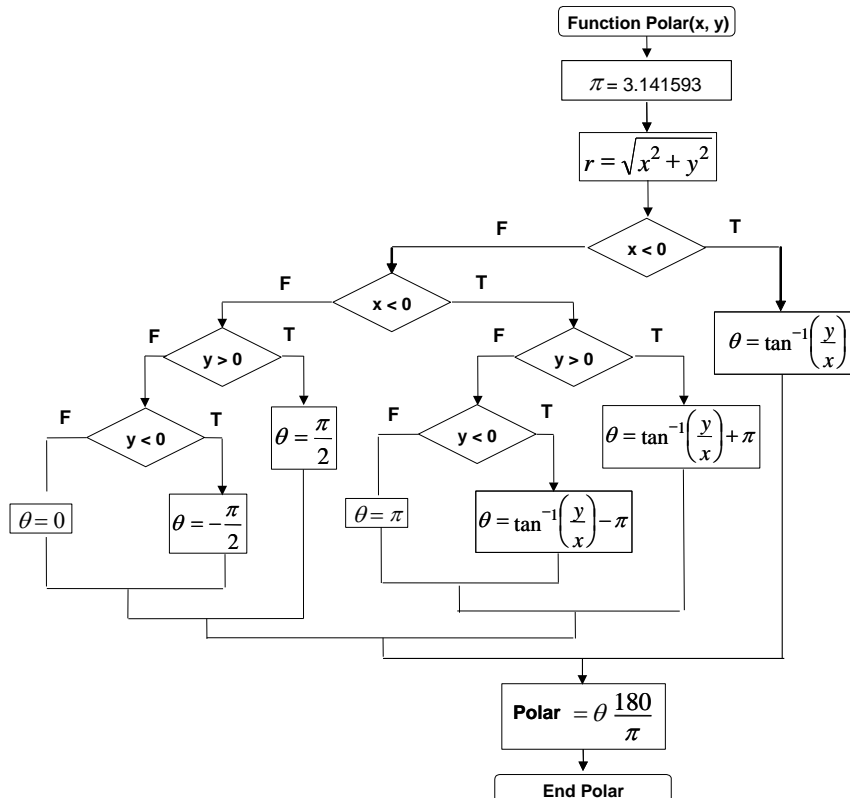 Function Polar(x, y)
π = 3.141593
r = √(x² + y²)
F
T
x < 0
F
T
x < 0
F
T
y > 0
F
T
y > 0
θ = tan⁻¹(y/x)
F
T
y < 0
θ = π/2
F
T
y < 0
θ = tan⁻¹(y/x) + π
θ = 0
θ = −π/2
θ = π
θ = tan⁻¹(y/x) − π
Polar = θ 180/π
End Polar